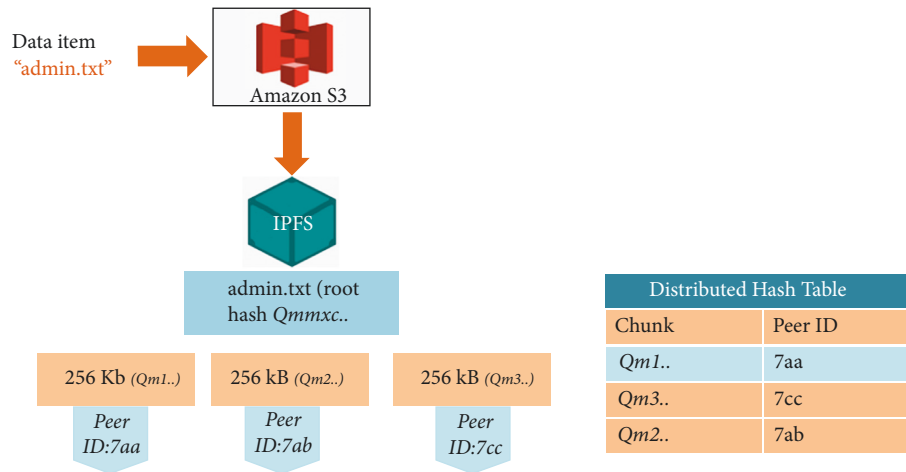 Data item
“admin.txt”
Amazon S3
IPFS
admin.txt (root
hash Qmmxc..
256 Kb (Qm1..)
256 kB (Qm2..)
256 kB (Qm3..)
Peer
ID:7aa
Peer
ID:7ab
Peer
ID:7cc
Distributed Hash Table
Chunk Peer ID
Qm1.. 7aa
Qm3.. 7cc
Qm2.. 7ab